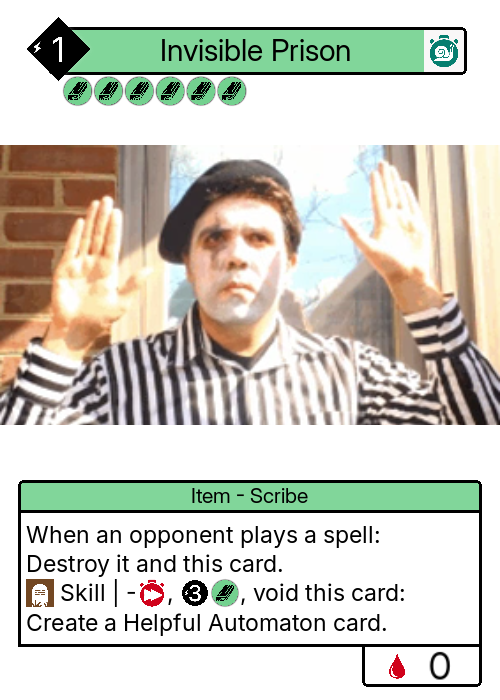 1
Invisible Prison
Item - Scribe
When an opponent plays a spell:
Destroy it and this card.
Skill | -, 3, void this card:
Create a Helpful Automaton card.
0